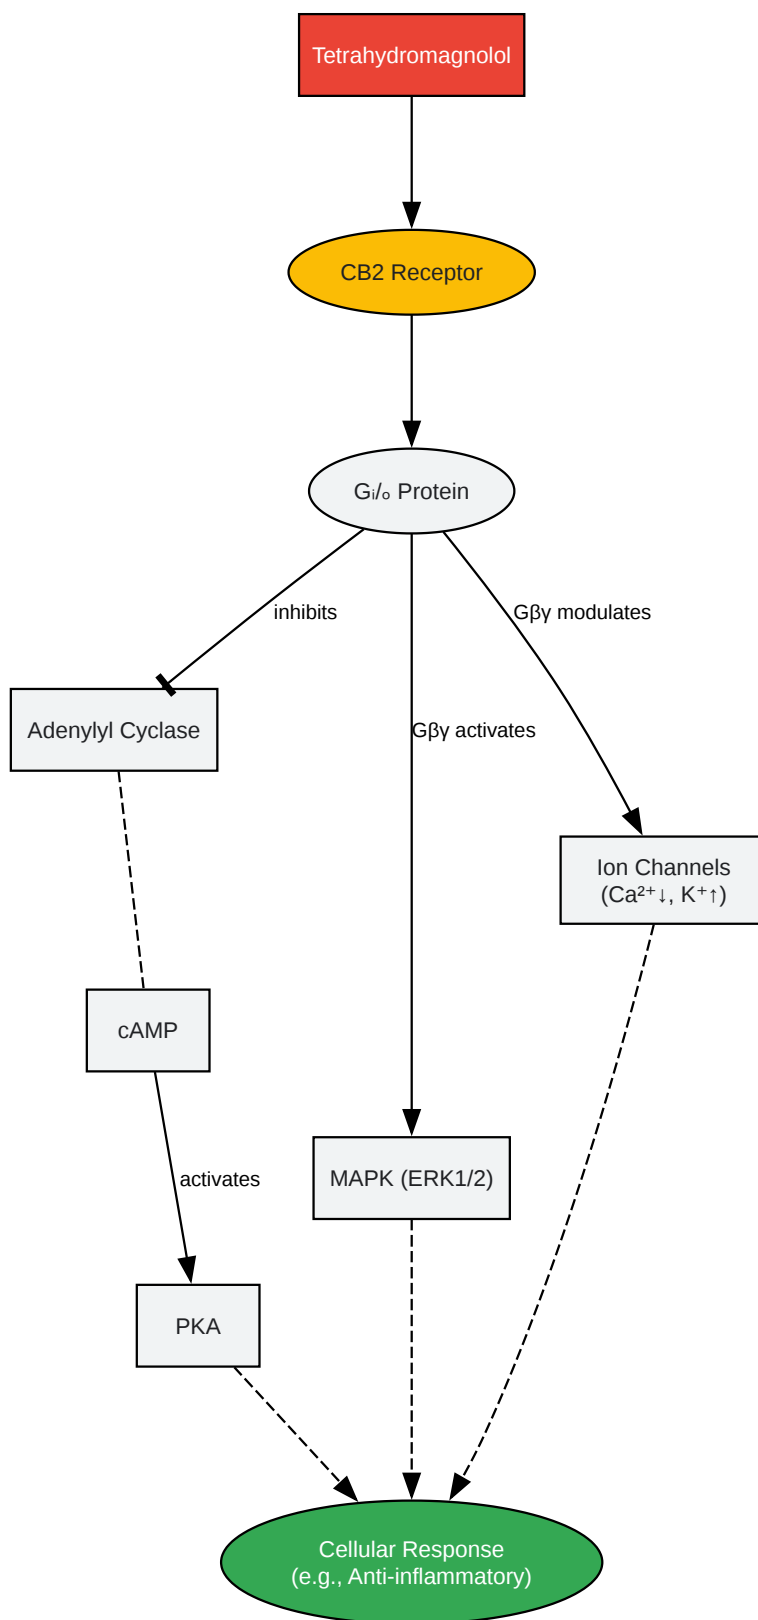 Tetrahydromagnolol
CB2 Receptor
Gᵢ/ₒ Protein
inhibits
Gβγ modulates
Adenylyl Cyclase
Gβγ activates
Ion Channels
(Ca²⁺↓, K⁺↑)
cAMP
MAPK (ERK1/2)
activates
PKA
Cellular Response
(e.g., Anti-inflammatory)